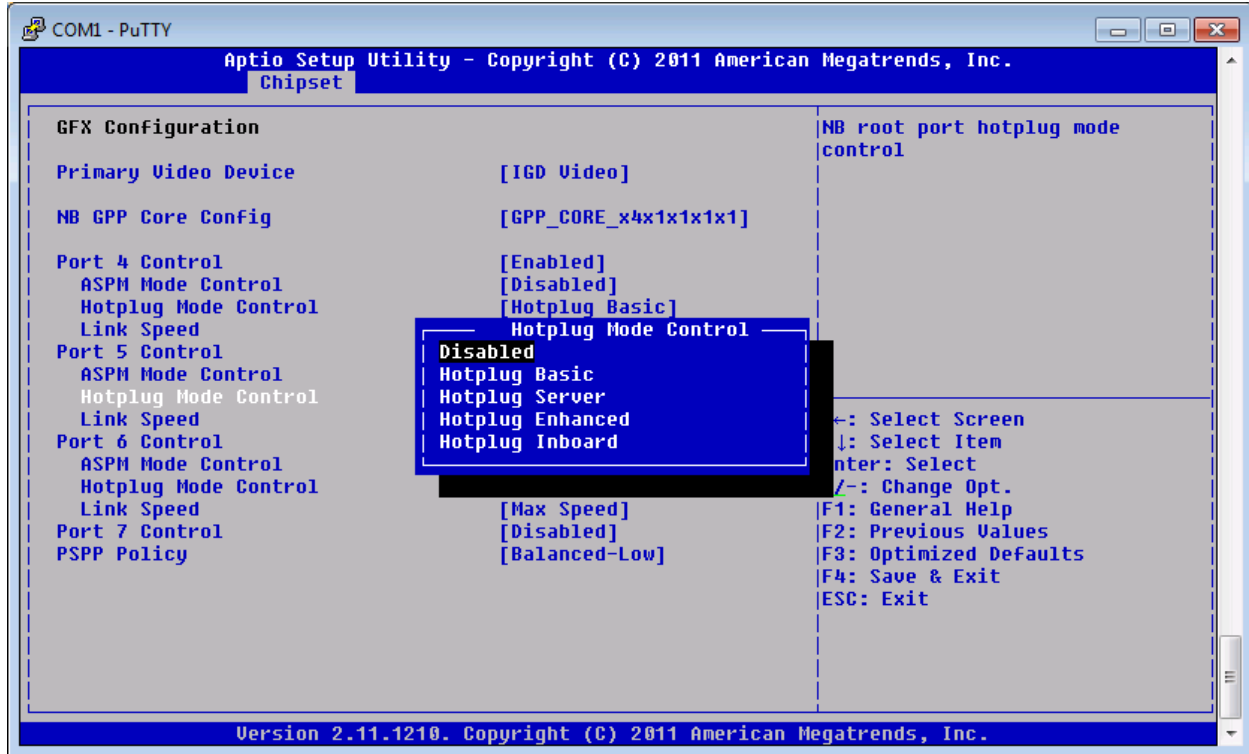 COM1 - PuTTY
Aptio Setup Utility - Copyright (C) 2011 American Megatrends, Inc.
Chipset
GFX Configuration
Primary Video Device [IGD Video]
NB GPP Core Config [GPP_CORE_x4x1x1x1x1]
Port 4 Control [Enabled]
ASPM Mode Control [Disabled]
Hotplug Mode Control [Hotplug Basic]
Link Speed
Port 5 Control
ASPM Mode Control
Hotplug Mode Control
Link Speed
Port 6 Control
ASPM Mode Control
Hotplug Mode Control
Link Speed [Max Speed]
Port 7 Control [Disabled]
PSPP Policy [Balanced-Low]
Hotplug Mode Control
Disabled
Hotplug Basic
Hotplug Server
Hotplug Enhanced
Hotplug Inboard
NB root port hotplug mode
control
←: Select Screen
↓: Select Item
nter: Select
/-: Change Opt.
F1: General Help
F2: Previous Values
F3: Optimized Defaults
F4: Save & Exit
ESC: Exit
Version 2.11.1210. Copyright (C) 2011 American Megatrends, Inc.